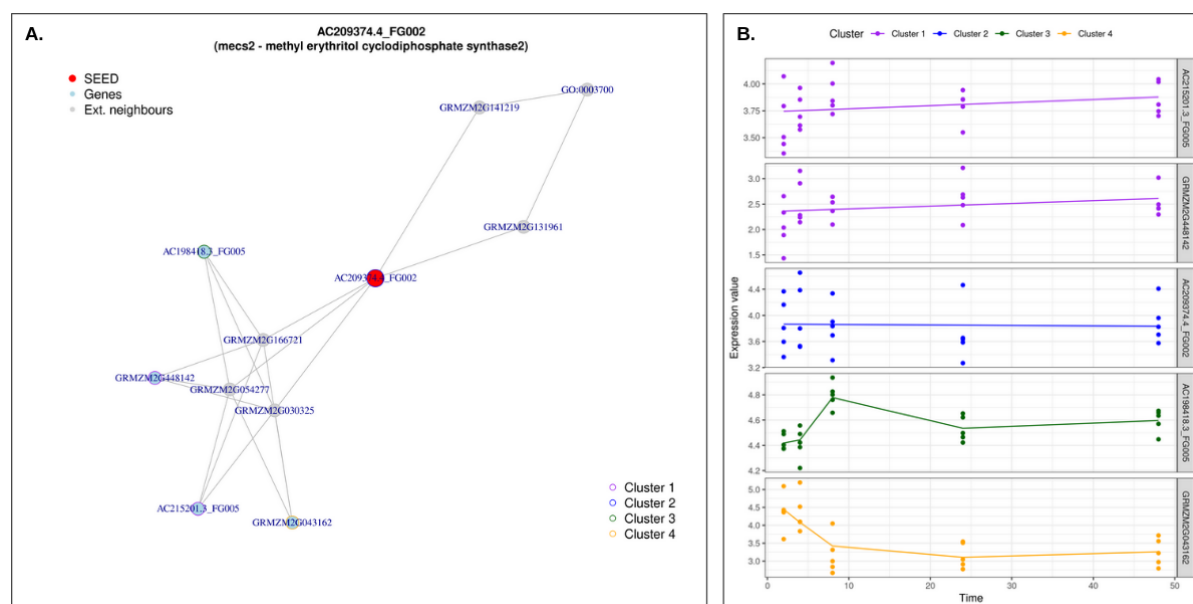 A.
AC209374.4_FG002
(mecs2 - methyl erythritol cyclodiphosphate synthase2)
SEED
Genes
Ext. neighbours
GO:0003700
GRMZM2G141219
GRMZM2G131961
AC198418.3_FG005
AC209374.4_FG002
GRMZM2G166721
GRMZM2G448142
GRMZM2G054277
GRMZM2G030325
AC215201.3_FG005
GRMZM2G043162
Cluster 1
Cluster 2
Cluster 3
Cluster 4
B.
Cluster Cluster 1 Cluster 2 Cluster 3 Cluster 4
4.00
3.75
3.50
AC215201.3_FG005
3.0
2.5
2.0
1.5
GRMZM2G448142
Expression value
4.4
4.0
3.6
3.2
AC209374.4_FG002
4.8
4.6
4.4
4.2
AC198418.3_FG005
5.0
4.5
4.0
3.5
3.0
GRMZM2G043162
0 10 20 30 40 50
Time